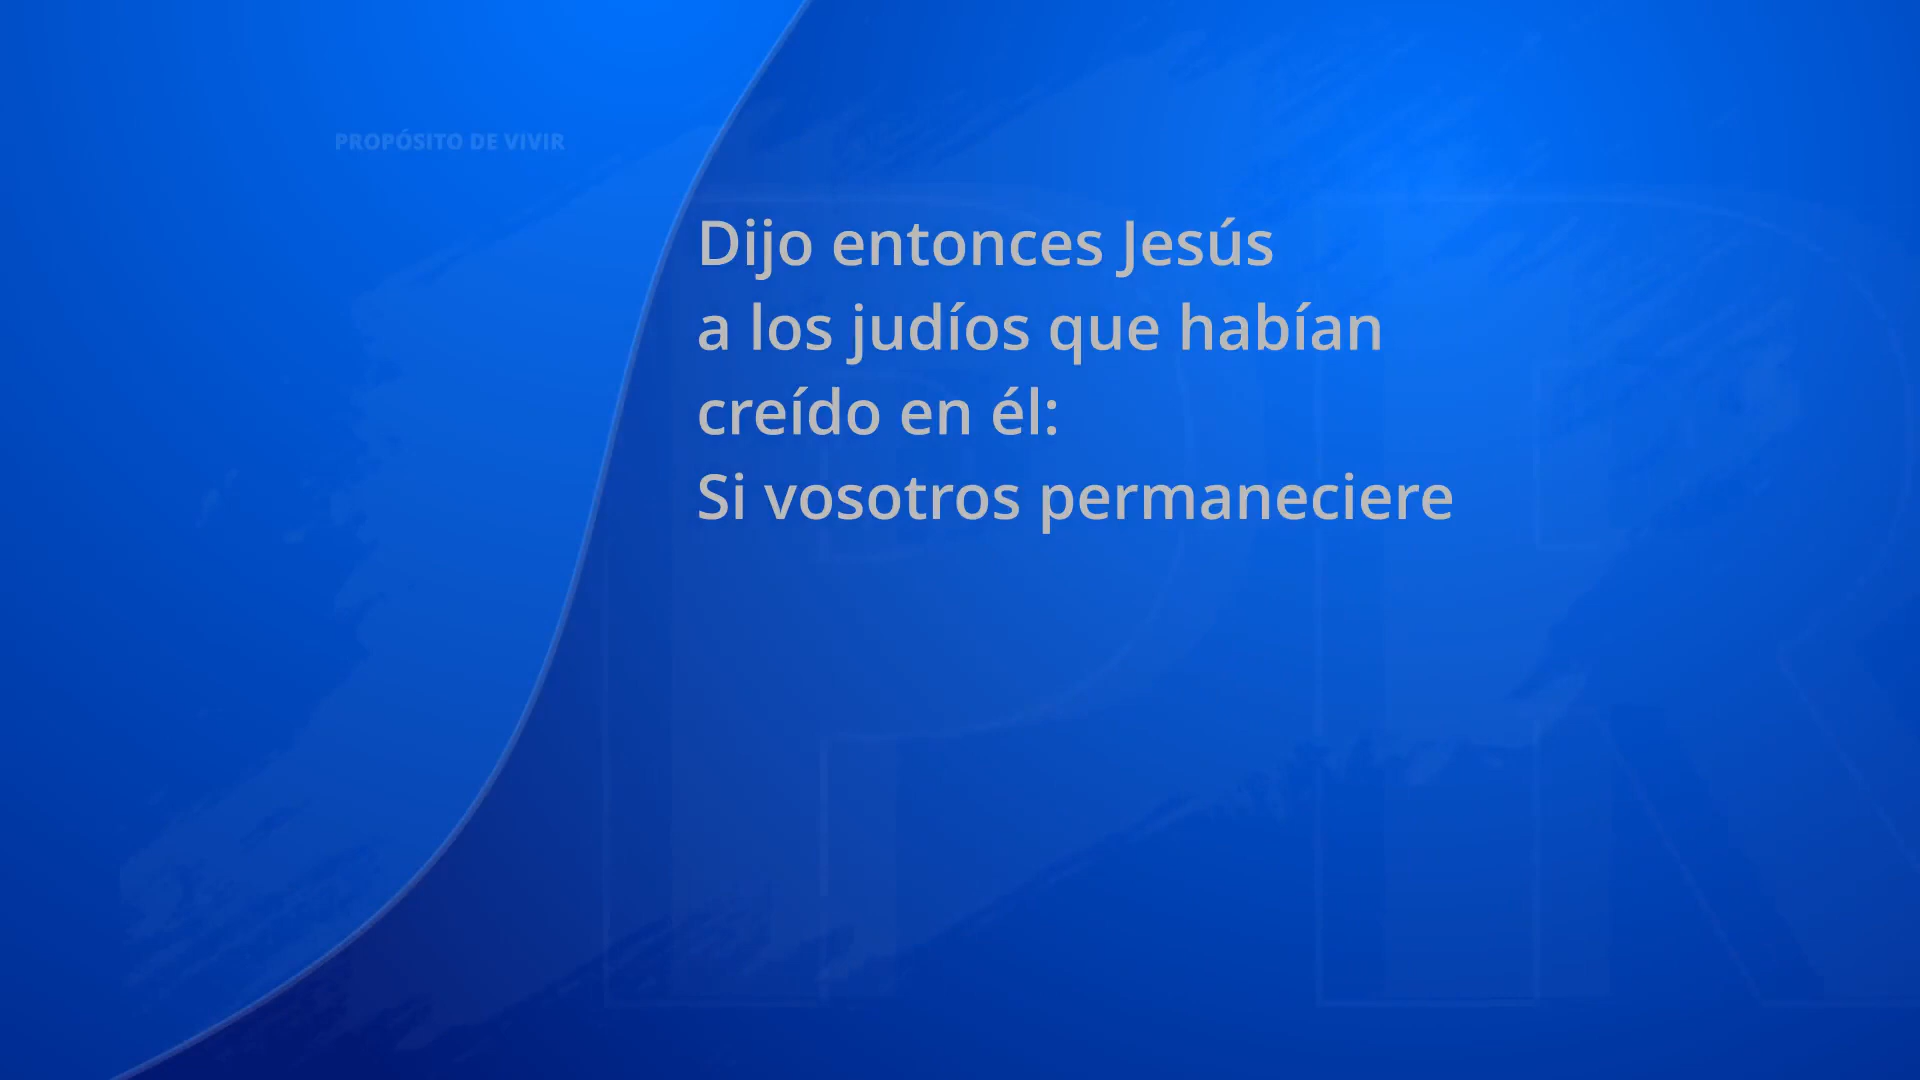 PROPÓSITO DE VIVIR
Dijo entonces Jesús
a los judíos que habían
creído en él:
Si vosotros permaneciere